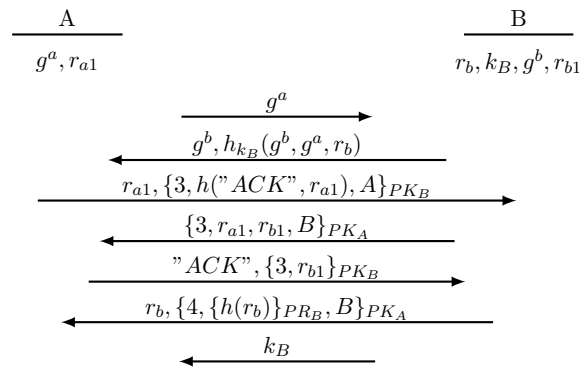 A B
g^a, r_{a1} r_b, k_B, g^b, r_{b1}
g^a
g^b, h_{k_B}(g^b, g^a, r_b)
r_{a1}, {3, h("ACK", r_{a1}), A}_{PK_B}
{3, r_{a1}, r_{b1}, B}_{PK_A}
"ACK", {3, r_{b1}}_{PK_B}
r_b, {4, {h(r_b)}_{PR_B}, B}_{PK_A}
k_B